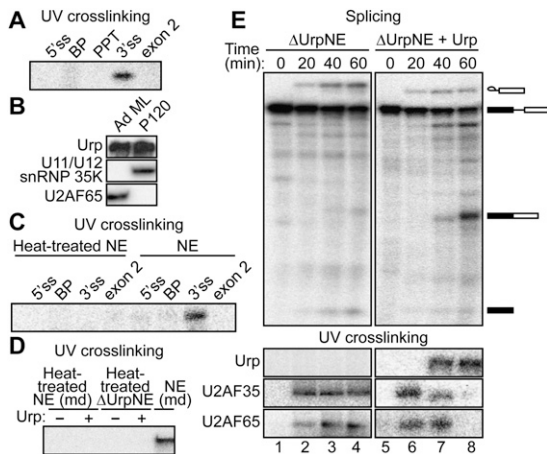 A
UV crosslinking
5'ss BP PPT 3'ss exon 2
B
Ad ML P120
Urp
U11/U12
snRNP 35K
U2AF65
C
UV crosslinking
Heat-treated NE NE
5'ss BP 3'ss exon 2 5'ss BP 3'ss exon 2
D
UV crosslinking
Heat-treated NE (md) Heat-treated ΔUrpNE NE (md)
Urp: – + – +
E
Splicing
ΔUrpNE ΔUrpNE + Urp
Time (min): 0 20 40 60 0 20 40 60
UV crosslinking
Urp
U2AF35
U2AF65
1 2 3 4 5 6 7 8